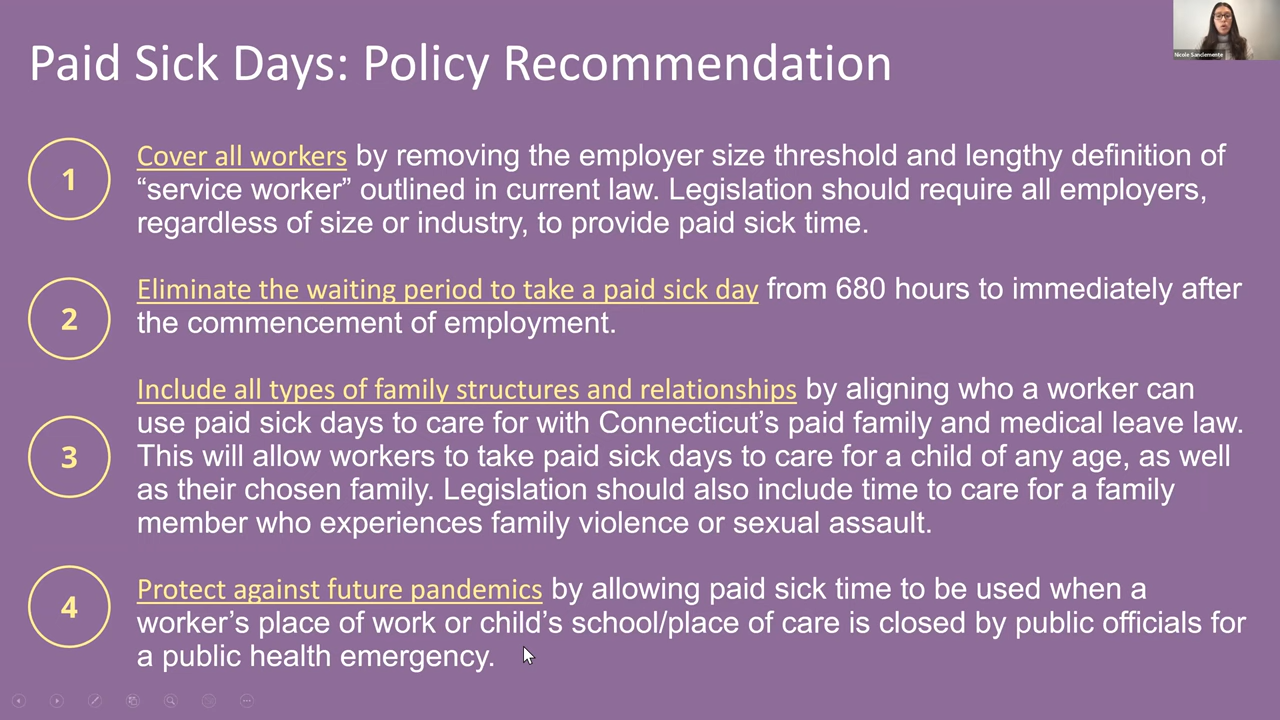 Paid Sick Days: Policy Recommendation
Nicole Sanclemente
1
Cover all workers by removing the employer size threshold and lengthy definition of
“service worker” outlined in current law. Legislation should require all employers,
regardless of size or industry, to provide paid sick time.
2
Eliminate the waiting period to take a paid sick day from 680 hours to immediately after
the commencement of employment.
3
Include all types of family structures and relationships by aligning who a worker can
use paid sick days to care for with Connecticut’s paid family and medical leave law.
This will allow workers to take paid sick days to care for a child of any age, as well
as their chosen family. Legislation should also include time to care for a family
member who experiences family violence or sexual assault.
4
Protect against future pandemics by allowing paid sick time to be used when a
worker’s place of work or child’s school/place of care is closed by public officials for
a public health emergency.